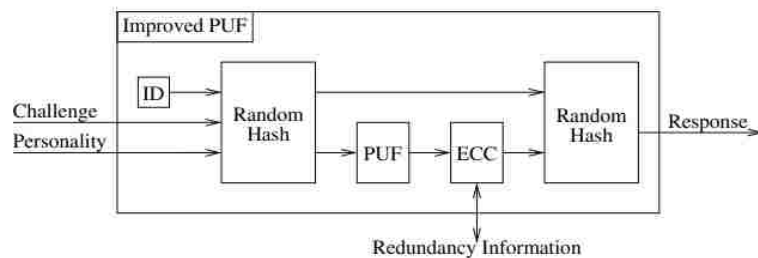 Improved PUF
ID
Challenge
Personality
Random
Hash
PUF
ECC
Random
Hash
Response
Redundancy Information